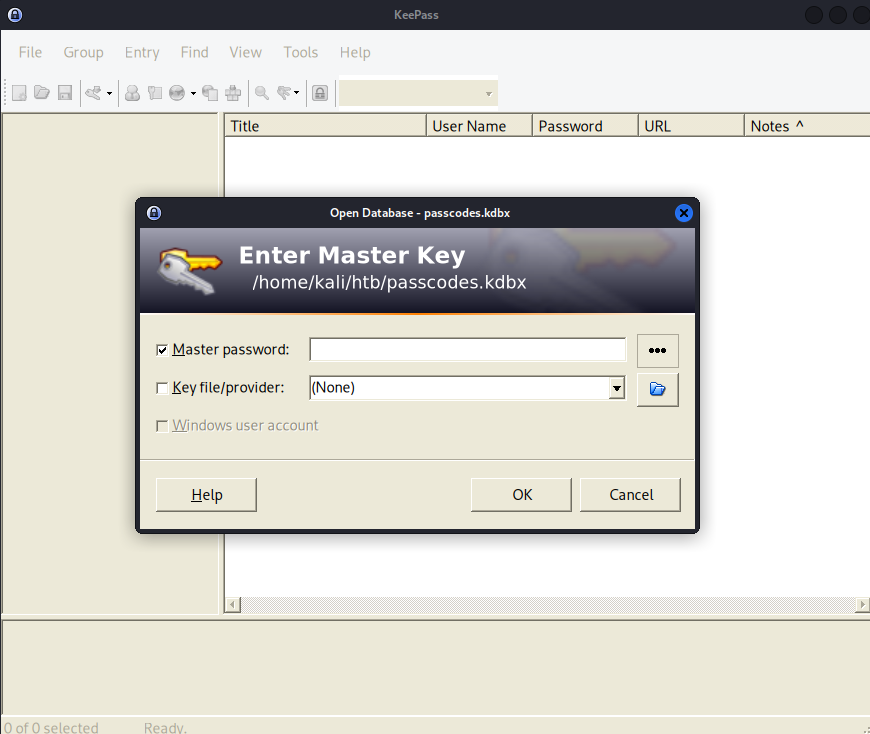 KeePass
File Group Entry Find View Tools Help
Title User Name Password URL Notes ^
Open Database - passcodes.kdbx
Enter Master Key
/home/kali/htb/passcodes.kdbx
Master password:
Key file/provider: (None)
Windows user account
Help OK Cancel
0 of 0 selected Ready.